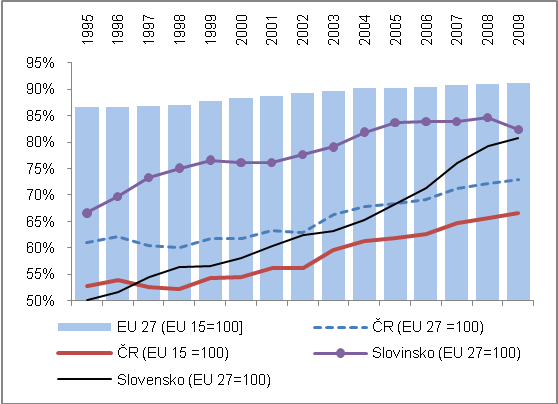 1995 1996 1997 1998 1999 2000 2001 2002 2003 2004 2005 2006 2007 2008 2009
95%
90%
85%
80%
75%
70%
65%
60%
55%
50%
EU 27 (EU 15=100]
ČR (EU 27 =100)
ČR (EU 15 =100)
Slovinsko (EU 27=100)
Slovensko (EU 27=100)